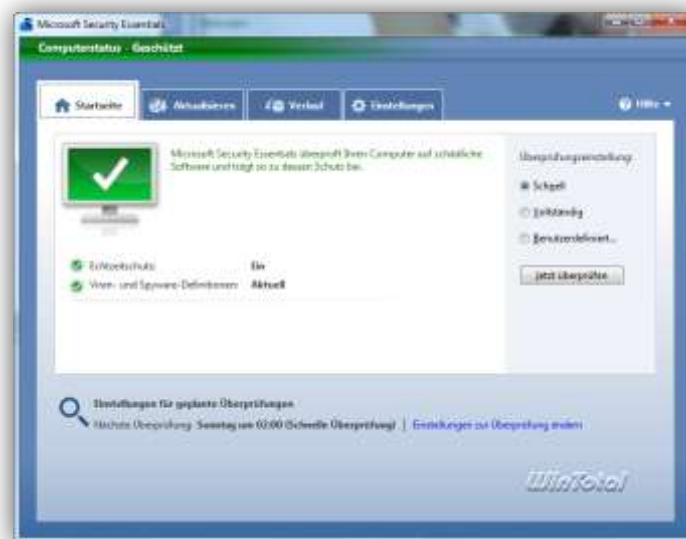 Microsoft Security Essentials
Computerstatus - Geschützt
Startseite
Aktualisieren
Verlauf
Einstellungen
Hilfe
Microsoft Security Essentials überprüft Ihren Computer auf schädliche
Software und trägt so zu dessen Schutz bei.
Echtzeitschutz: Ein
Viren- und Spyware-Definitionen: Aktuell
Überprüfungseinstellung:
Schnell
Vollständig
Benutzerdefiniert...
Jetzt überprüfen
Einstellungen für geplante Überprüfungen
Nächste Überprüfung: Sonntag um 02:00 (Schnelle Überprüfung) | Einstellungen zur Überprüfung ändern
WinTotal